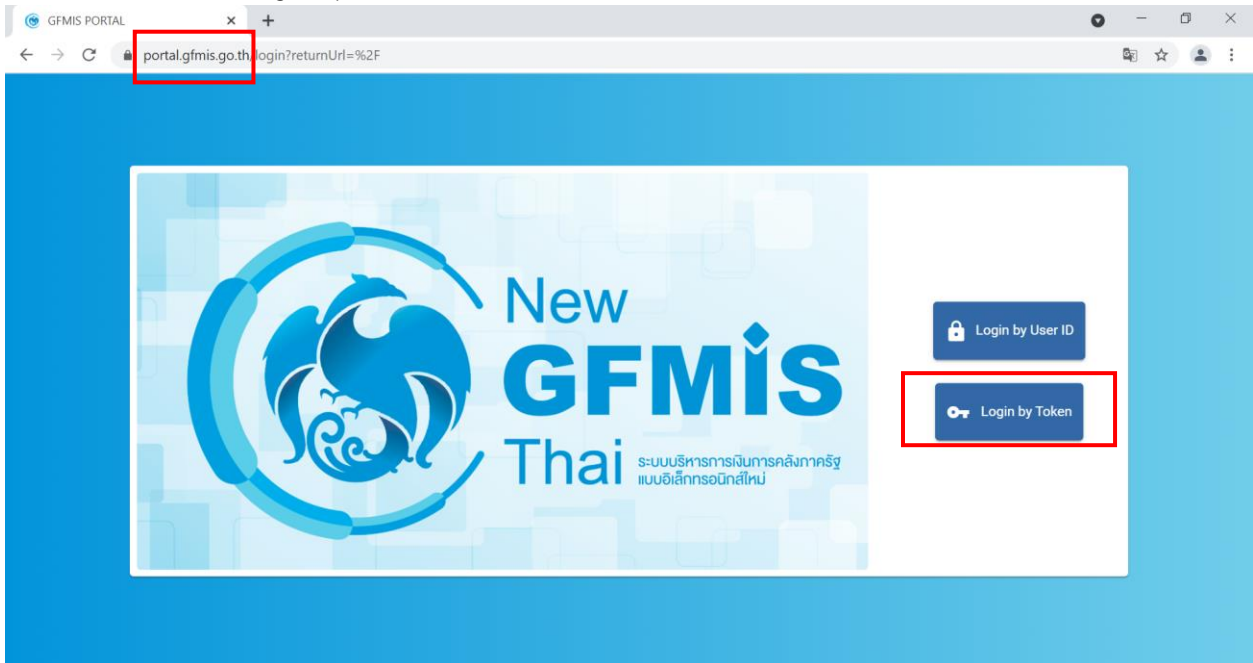 GFMIS PORTAL
portal.gfmis.go.th/login?returnUrl=%2F
New
GFMIS
Thai
ระบบบริหารการเงินการคลังภาครัฐ
แบบอิเล็กทรอนิกส์ใหม่
Login by User ID
Login by Token